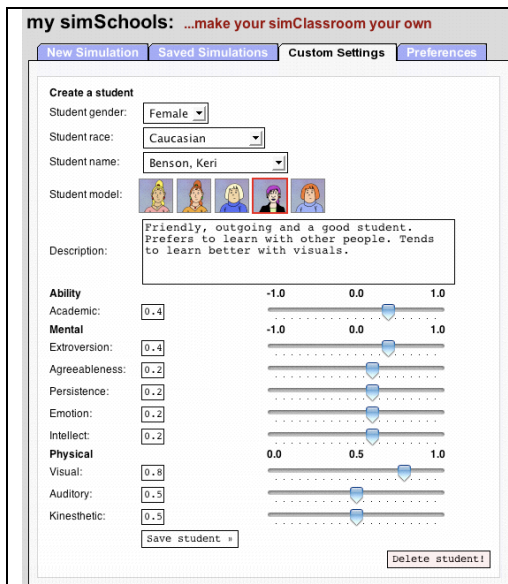 my simSchools: ...make your simClassroom your own
New Simulation Saved Simulations Custom Settings Preferences
Create a student
Student gender: Female
Student race: Caucasian
Student name: Benson, Keri
Student model:
Description: Friendly, outgoing and a good student.
Prefers to learn with other people. Tends
to learn better with visuals.
Ability -1.0 0.0 1.0
Academic: 0.4
Mental -1.0 0.0 1.0
Extroversion: 0.4
Agreeableness: 0.2
Persistence: 0.2
Emotion: 0.2
Intellect: 0.2
Physical 0.0 0.5 1.0
Visual: 0.8
Auditory: 0.5
Kinesthetic: 0.5
Save student
Delete student!